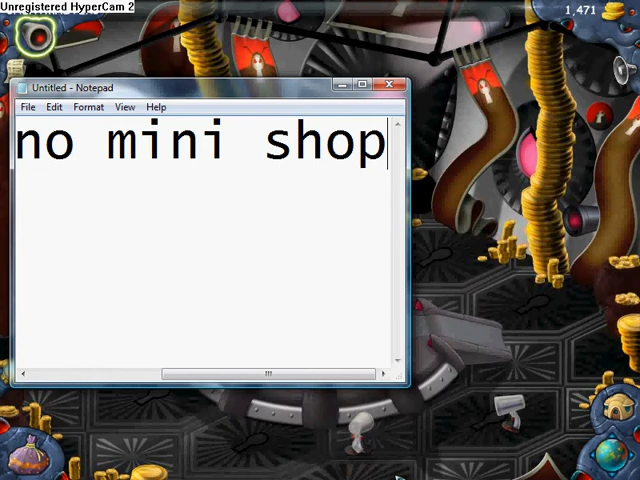 Unregistered HyperCam 2
1,471
Untitled - Notepad
File Edit Format View Help
no mini shop